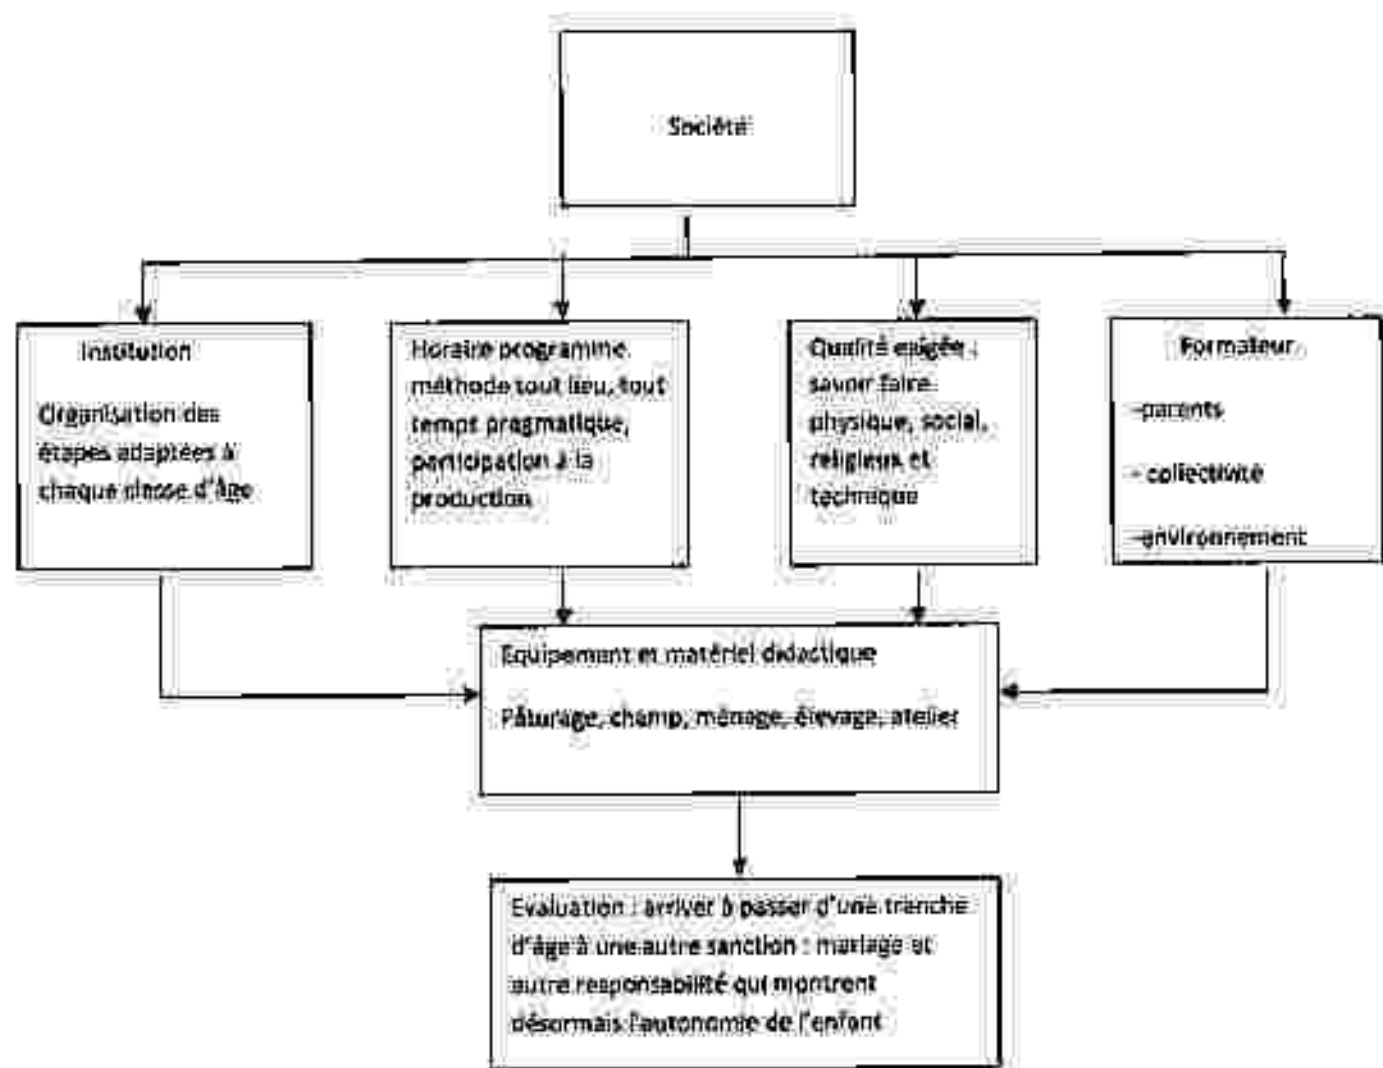 Société
Institution
Organisation des
étapes adaptées à
chaque classe d'âge
Horaire programme
méthode tout lieu, tout
temps pragmatique,
participation à la
production
Qualité exigée :
savoir faire
physique, social,
religieux et
technique
Formateur
-parents
- collectivité
-environnement
Equipement et matériel didactique
Pâturage, champ, ménage, élevage, atelier
Evaluation : arriver à passer d'une tranche
d'âge à une autre sanction : mariage et
autre responsabilité qui montrent
désormais l'autonomie de l'enfant